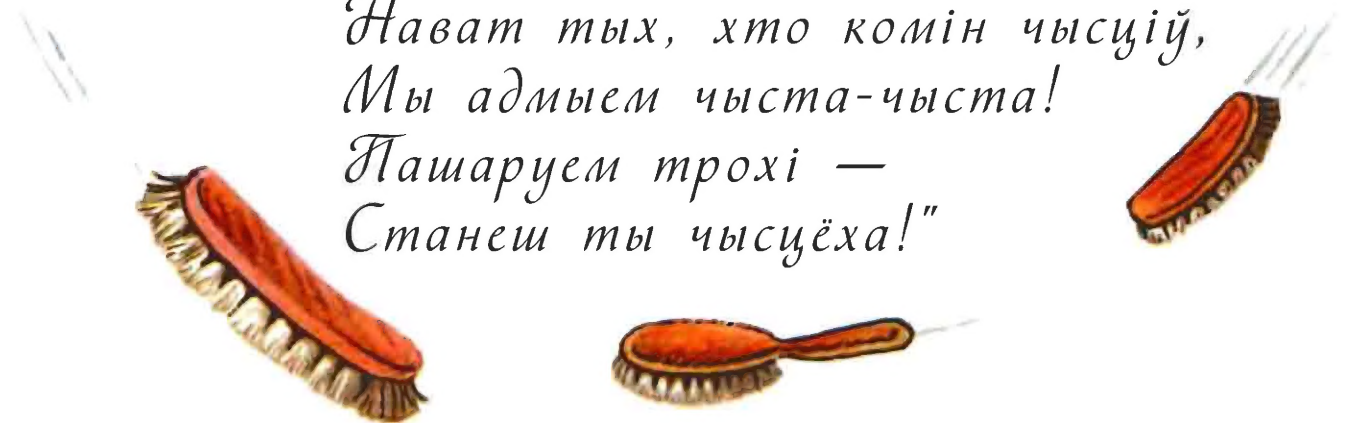 Нават тых, хто комін чысціў,
Мы адмыем чыста-чыста!
Пашаруем трохі —
Станеш ты чысцёха!"